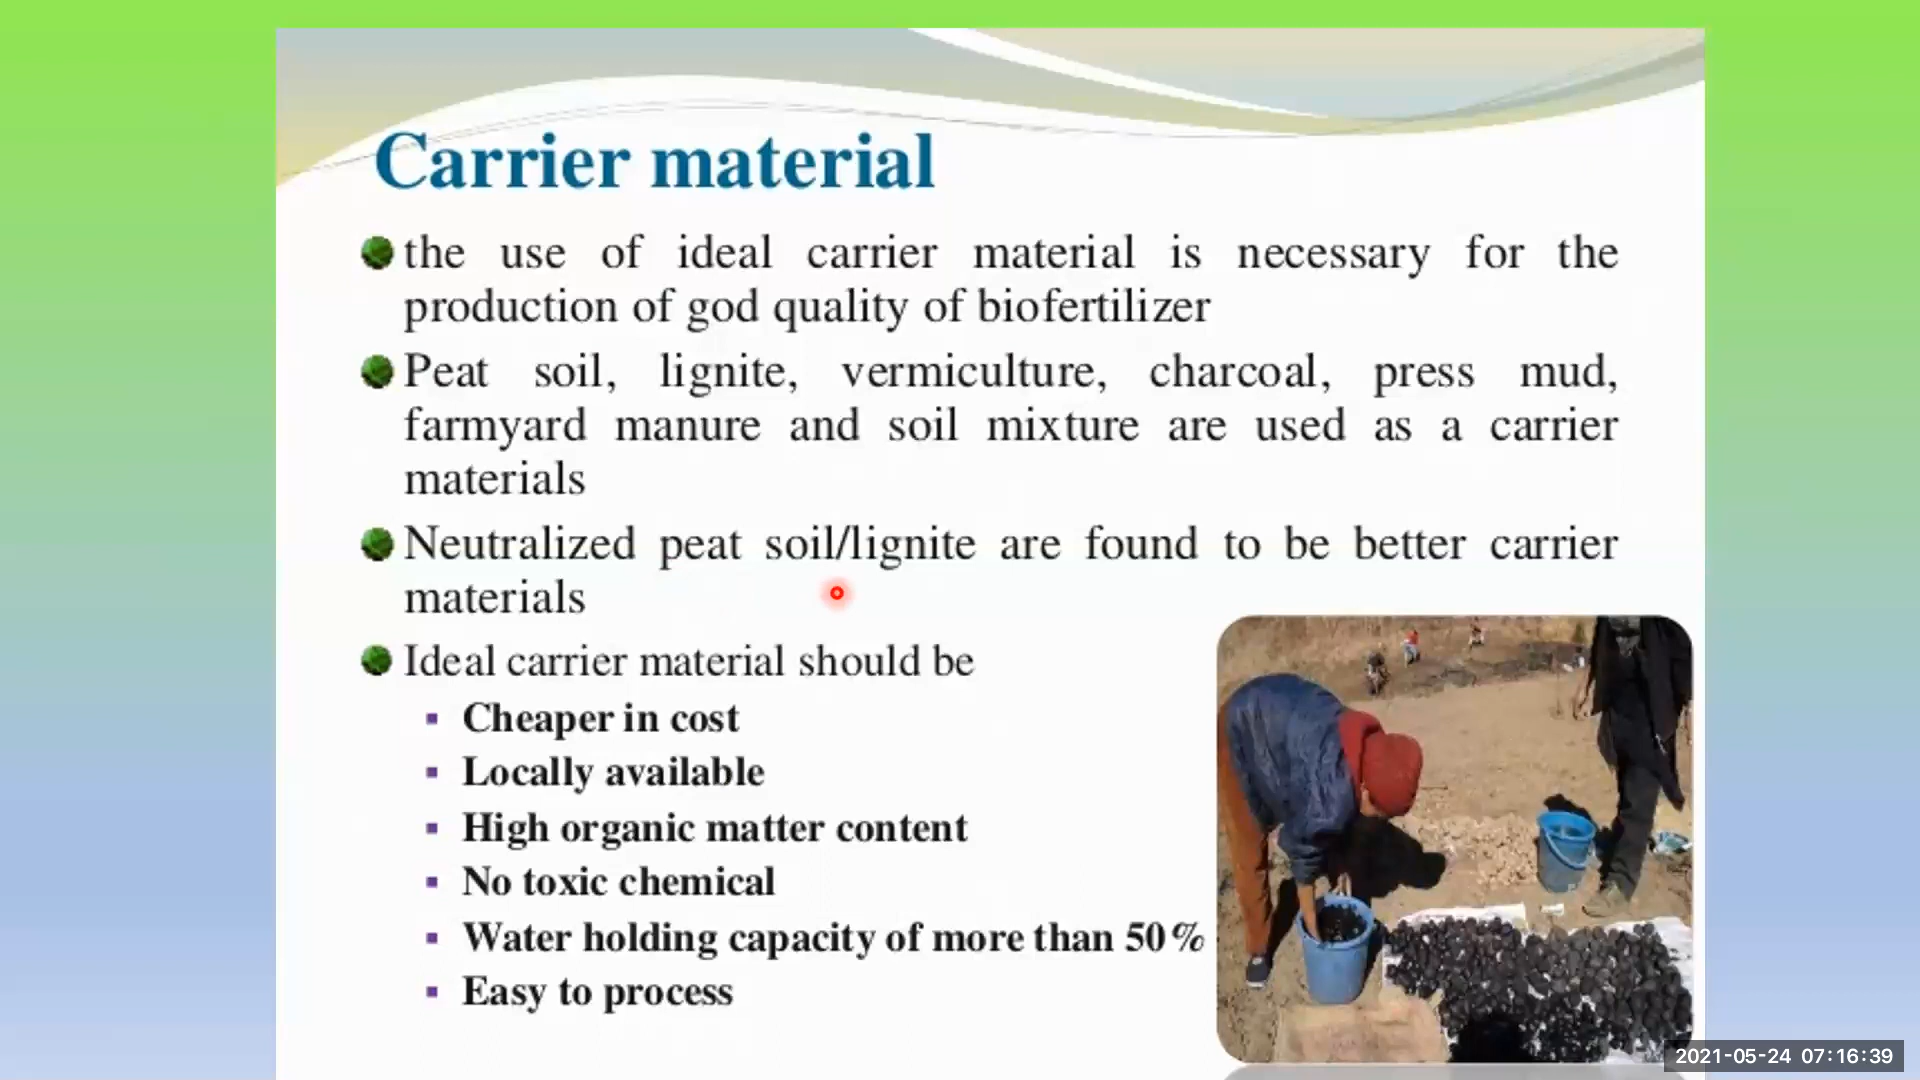 Carrier material
the use of ideal carrier material is necessary for the
production of god quality of biofertilizer
Peat soil, lignite, vermiculture, charcoal, press mud,
farmyard manure and soil mixture are used as a carrier
materials
Neutralized peat soil/lignite are found to be better carrier
materials
Ideal carrier material should be
Cheaper in cost
Locally available
High organic matter content
No toxic chemical
Water holding capacity of more than 50%
Easy to process
2021-05-24 07:16:39